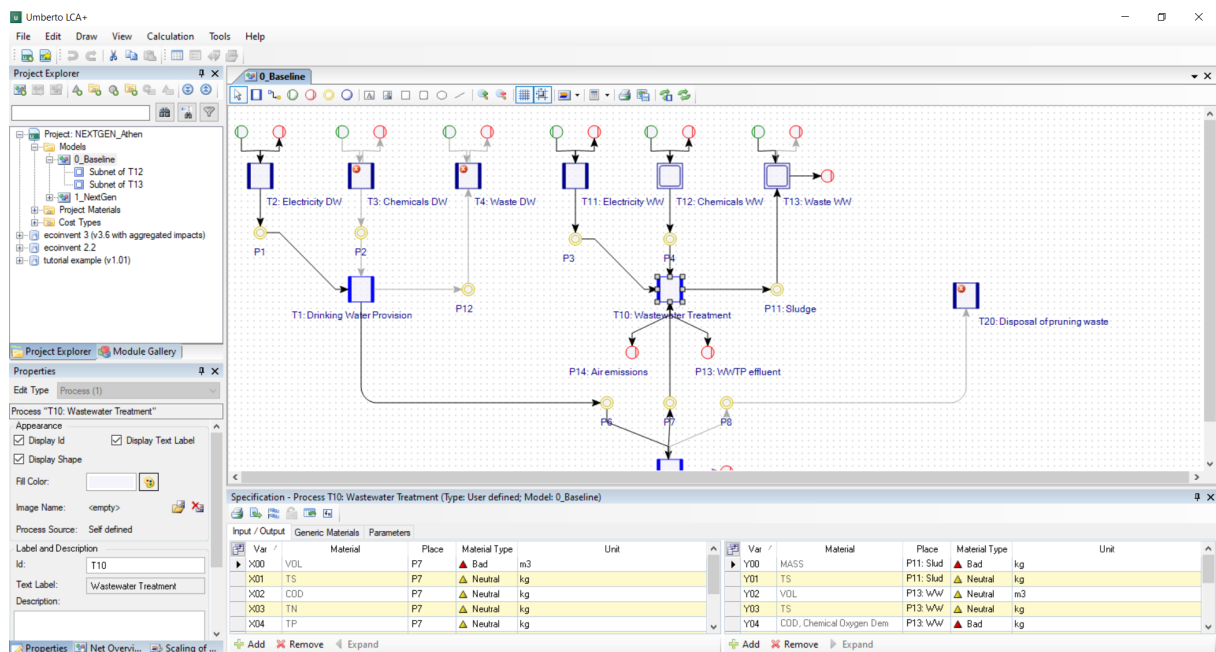 Umberto LCA+
File Edit Draw View Calculation Tools Help
Project Explorer
0_Baseline
Project: NEXTGEN_Athen
Models
0_Baseline
Subnet of T12
Subnet of T13
1_NextGen
Project Materials
Cost Types
ecoinvent 3 (v3.6 with aggregated impacts)
ecoinvent 2.2
tutorial example (v1.01)
Project Explorer Module Gallery
T2: Electricity DW T3: Chemicals DW T4: Waste DW T11: Electricity WW T12: Chemicals WW T13: Waste WW
P1 P2 P3 P4
T1: Drinking Water Provision P12 T10: Wastewater Treatment P11: Sludge T20: Disposal of pruning waste
P14: Air emissions P13: WWTP effluent
P6 P7 P8
Properties
Edit Type Process (1)
Process "T10: Wastewater Treatment"
Appearance
Display Id Display Text Label
Display Shape
Fill Color:
Image Name: <empty>
Process Source: Self defined
Label and Description
Id: T10
Text Label: Wastewater Treatment
Description:
Properties Net Overvi... Scaling of ...
Specification - Process T10: Wastewater Treatment (Type: User defined; Model: 0_Baseline)
Input / Output Generic Materials Parameters
Var Material Place Material Type Unit
X00 VOL P7 Bad m3
X01 TS P7 Neutral kg
X02 COD P7 Neutral kg
X03 TN P7 Neutral kg
X04 TP P7 Neutral kg
Add Remove Expand
Var Material Place Material Type Unit
Y00 MASS P11: Slud Bad kg
Y01 TS P11: Slud Neutral kg
Y02 VOL P13: WW Neutral m3
Y03 TS P13: WW Neutral kg
Y04 COD, Chemical Oxygen Dem P13: WW Bad kg
Add Remove Expand